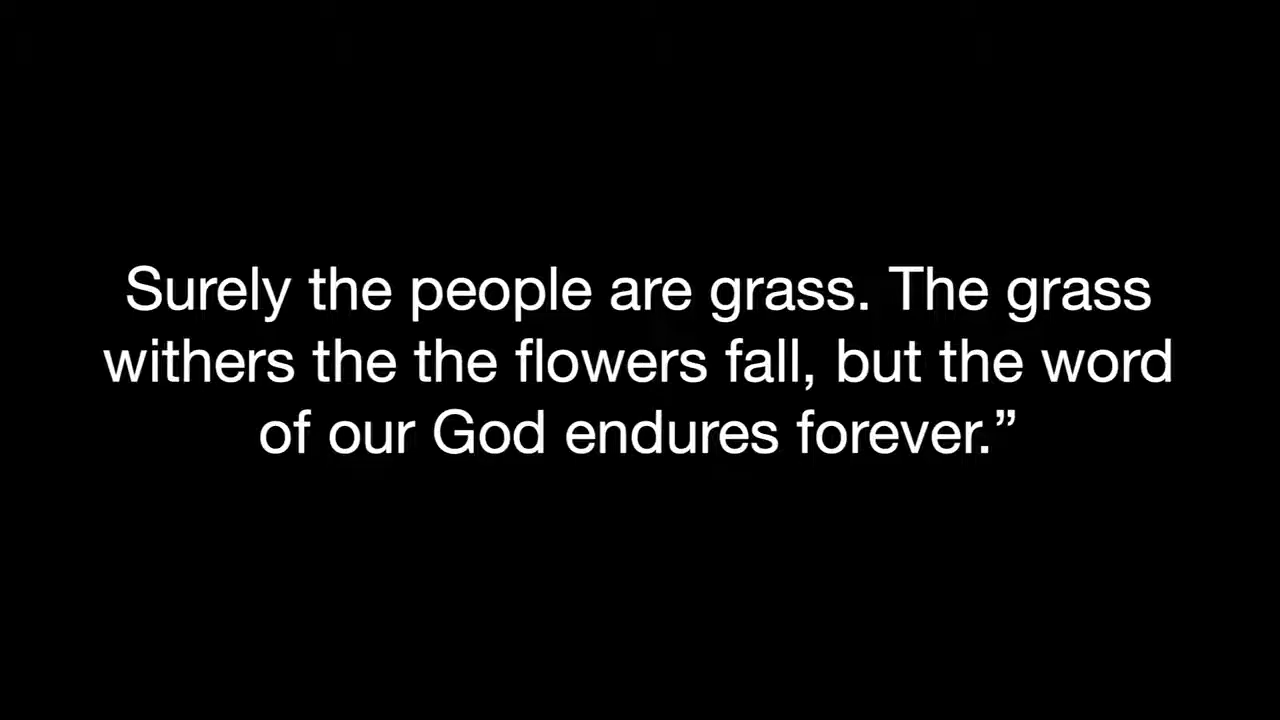 Surely the people are grass. The grass
withers the the flowers fall, but the word
of our God endures forever.”